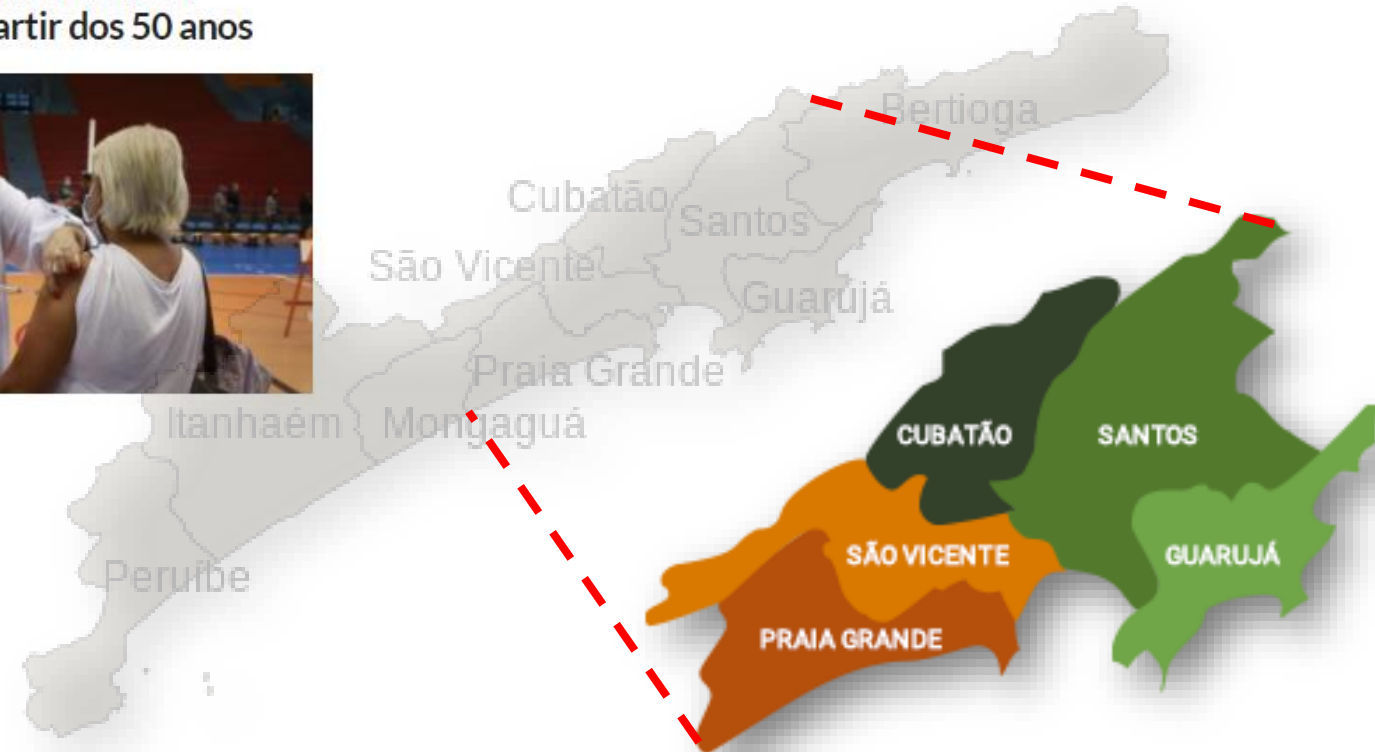 artir dos 50 anos
Bertioga
Cubatão
Santos
São Vicente
Guarujá
Praia Grande
Itanhaém
Mongaguá
Peruíbe
CUBATÃO
SANTOS
SÃO VICENTE
GUARUJÁ
PRAIA GRANDE